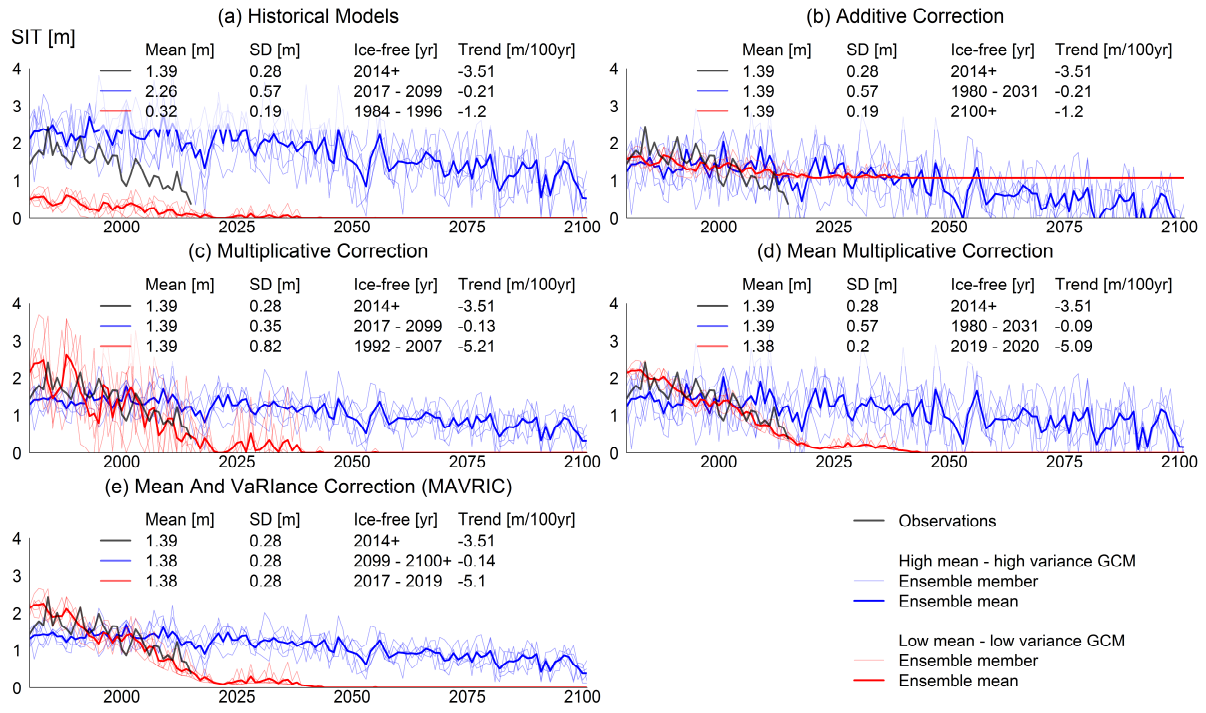 (a) Historical Models
SIT [m]
Mean [m] SD [m] Ice-free [yr] Trend [m/100yr]
1.39 0.28 2014+ -3.51
2.26 0.57 2017 - 2099 -0.21
0.32 0.19 1984 - 1996 -1.2
4
3
2
1
0
2000 2025 2050 2075 2100
(b) Additive Correction
Mean [m] SD [m] Ice-free [yr] Trend [m/100yr]
1.39 0.28 2014+ -3.51
1.39 0.57 1980 - 2031 -0.21
1.39 0.19 2100+ -1.2
4
3
2
1
0
2000 2025 2050 2075 2100
(c) Multiplicative Correction
Mean [m] SD [m] Ice-free [yr] Trend [m/100yr]
1.39 0.28 2014+ -3.51
1.39 0.35 2017 - 2099 -0.13
1.39 0.82 1992 - 2007 -5.21
4
3
2
1
0
2000 2025 2050 2075 2100
(d) Mean Multiplicative Correction
Mean [m] SD [m] Ice-free [yr] Trend [m/100yr]
1.39 0.28 2014+ -3.51
1.39 0.57 1980 - 2031 -0.09
1.38 0.2 2019 - 2020 -5.09
4
3
2
1
0
2000 2025 2050 2075 2100
(e) Mean And VaRIance Correction (MAVRIC)
Mean [m] SD [m] Ice-free [yr] Trend [m/100yr]
1.39 0.28 2014+ -3.51
1.38 0.28 2099 - 2100+ -0.14
1.38 0.28 2017 - 2019 -5.1
4
3
2
1
0
2000 2025 2050 2075 2100
Observations
High mean - high variance GCM
Ensemble member
Ensemble mean
Low mean - low variance GCM
Ensemble member
Ensemble mean